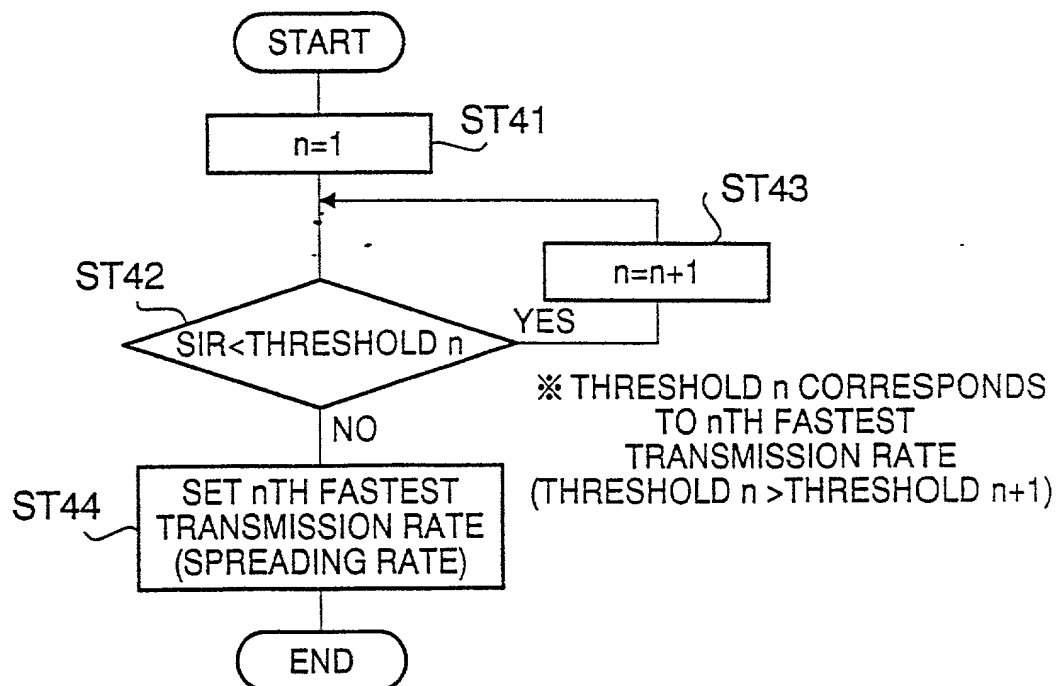 START
ST41
n=1
ST43
n=n+1
ST42
SIR<THRESHOLD n
YES
NO
※ THRESHOLD n CORRESPONDS
TO nTH FASTEST
TRANSMISSION RATE
(THRESHOLD n >THRESHOLD n+1)
ST44
SET nTH FASTEST
TRANSMISSION RATE
(SPREADING RATE)
END